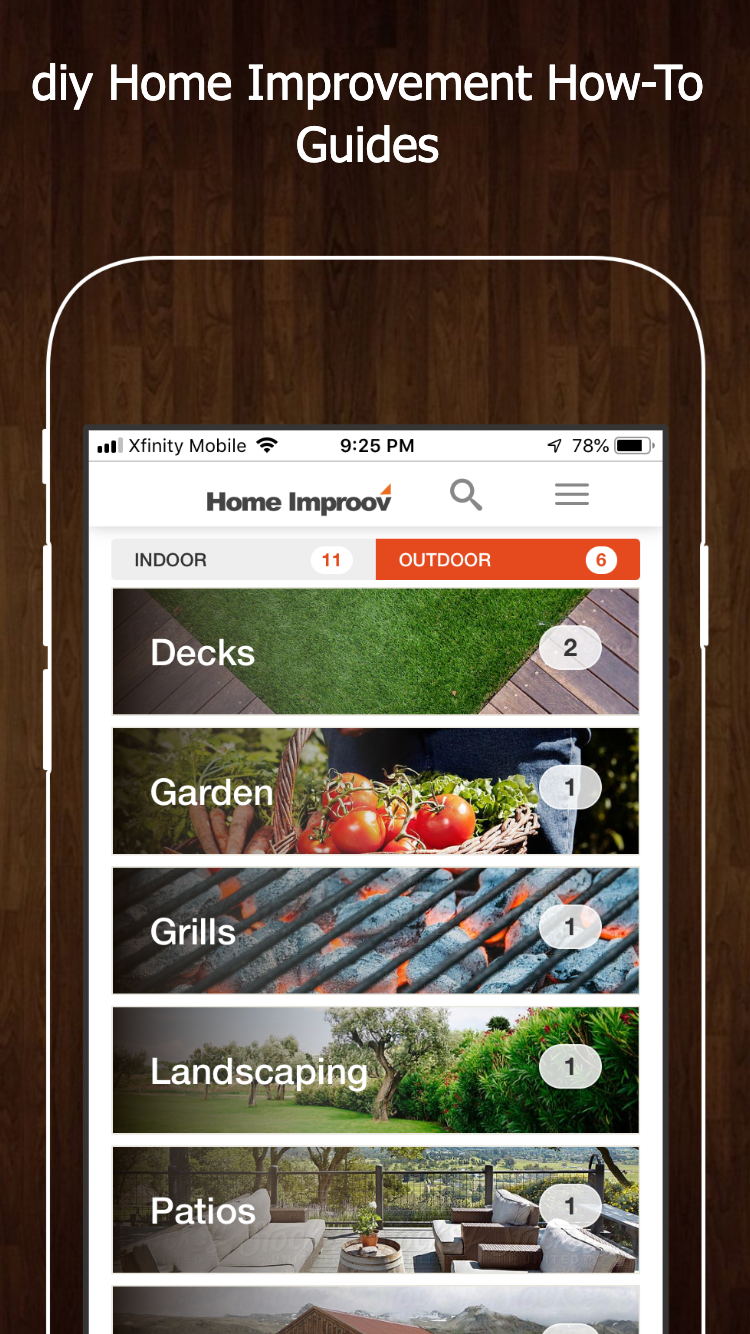 diy Home Improvement How-To
Guides
Xfinity Mobile 9:25 PM 78%
Home Improov
INDOOR 11 OUTDOOR 6
Decks 2
Garden 1
Grills 1
Landscaping 1
Patios 1